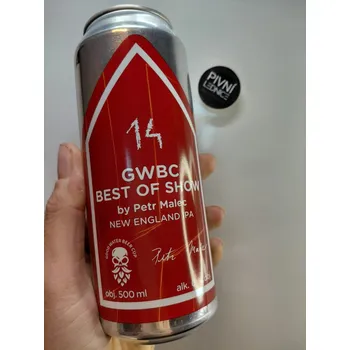 PIVNÍ
LEDNICE
14
GWBC
BEST OF SHOW
by Petr Malec
NEW ENGLAND IPA
obj. 500 ml
alk.